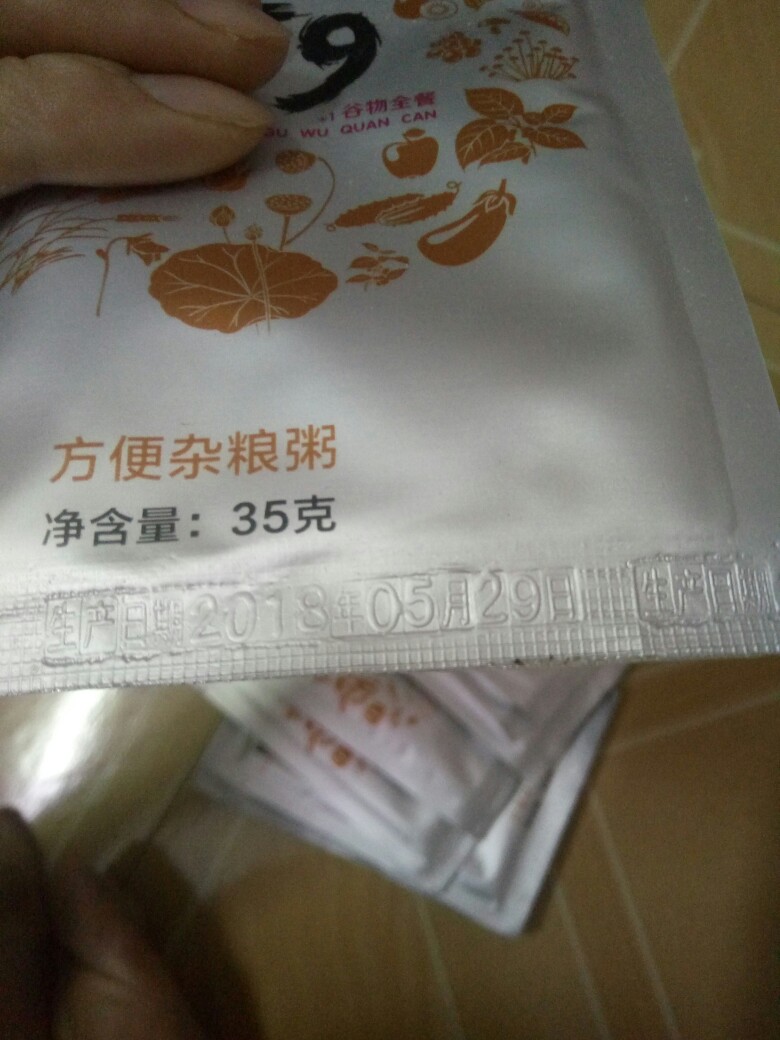 谷物全餐
GU WU QUAN CAN
方便杂粮粥
净含量：35克
生产日期2018年05月29日 生产日期